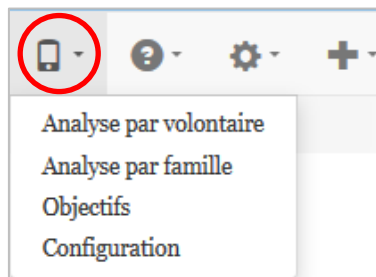 Analyse par volontaire
Analyse par famille
Objectifs
Configuration